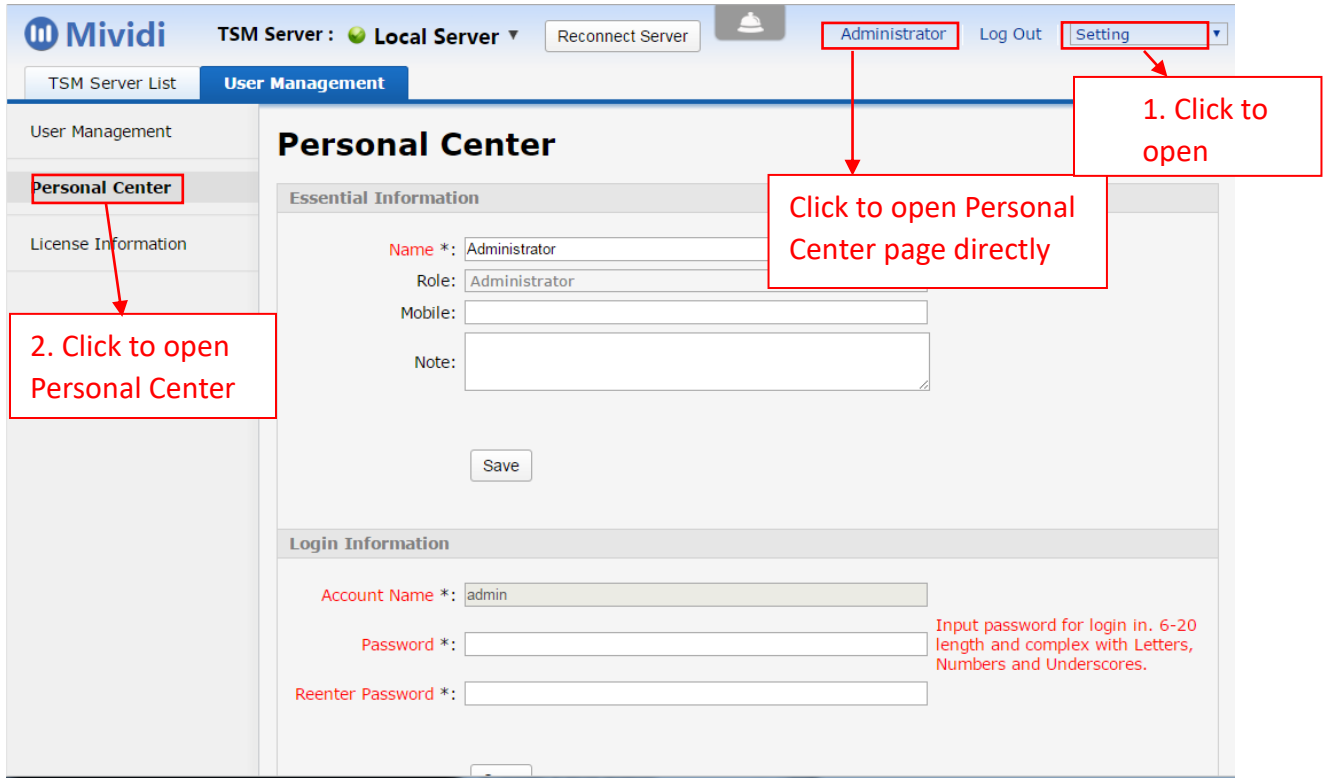 Mividi
TSM Server : Local Server ▼
Reconnect Server
Administrator
Log Out
Setting
TSM Server List
User Management
1. Click to
open
User Management
Personal Center
License Information
Personal Center
Essential Information
Click to open Personal
Center page directly
Name *: Administrator
Role: Administrator
Mobile:
Note:
2. Click to open
Personal Center
Save
Login Information
Account Name *: admin
Password *:
Input password for login in. 6-20
length and complex with Letters,
Numbers and Underscores.
Reenter Password *: